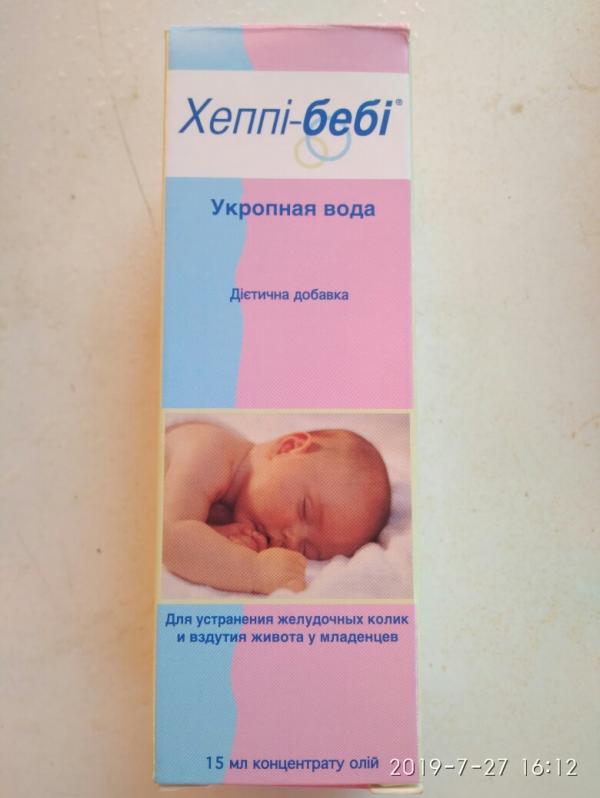 Хеппі-бебі®
Укропная вода
Дієтична добавка
Для устранения желудочных колик
и вздутия живота у младенцев
15 мл концентрату олій
2019-7-27 16:12